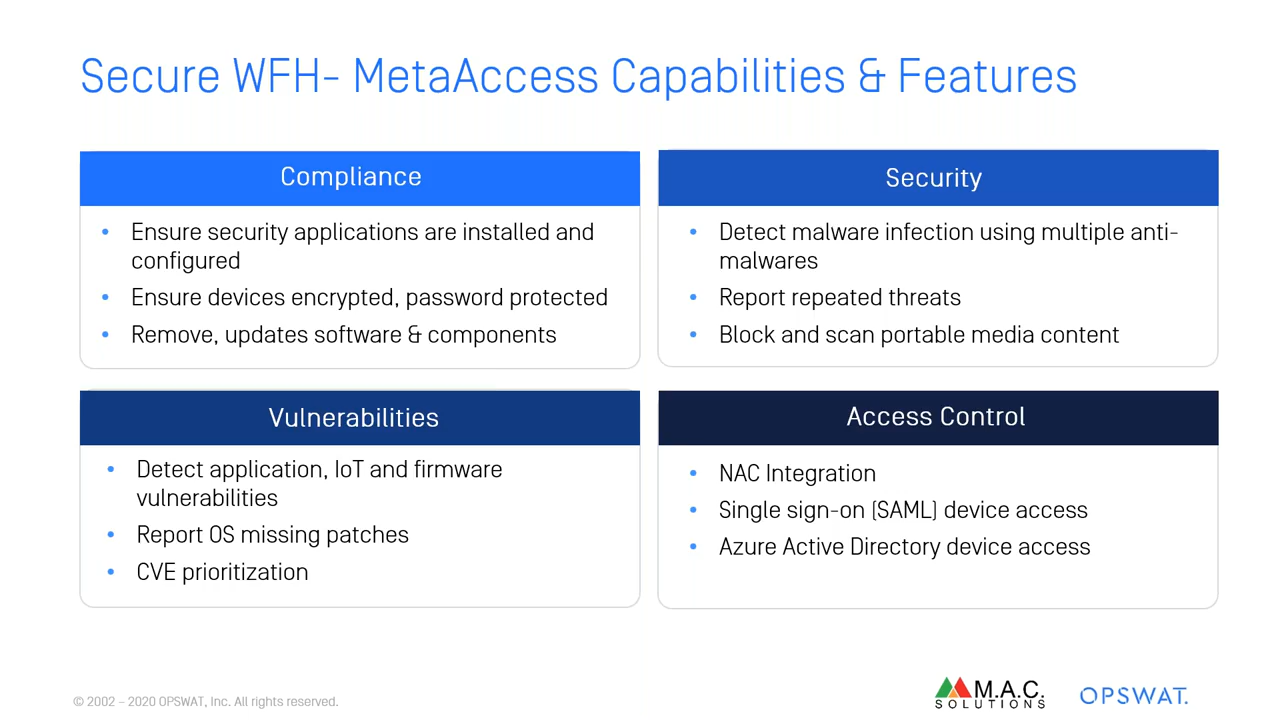 Secure WFH- MetaAccess Capabilities & Features
Compliance
• Ensure security applications are installed and
configured
• Ensure devices encrypted, password protected
• Remove, updates software & components
Security
• Detect malware infection using multiple anti-
malwares
• Report repeated threats
• Block and scan portable media content
Vulnerabilities
• Detect application, IoT and firmware
vulnerabilities
• Report OS missing patches
• CVE prioritization
Access Control
• NAC Integration
• Single sign-on (SAML) device access
• Azure Active Directory device access
© 2002 – 2020 OPSWAT, Inc. All rights reserved.
M.A.C.
SOLUTIONS
OPSWAT.